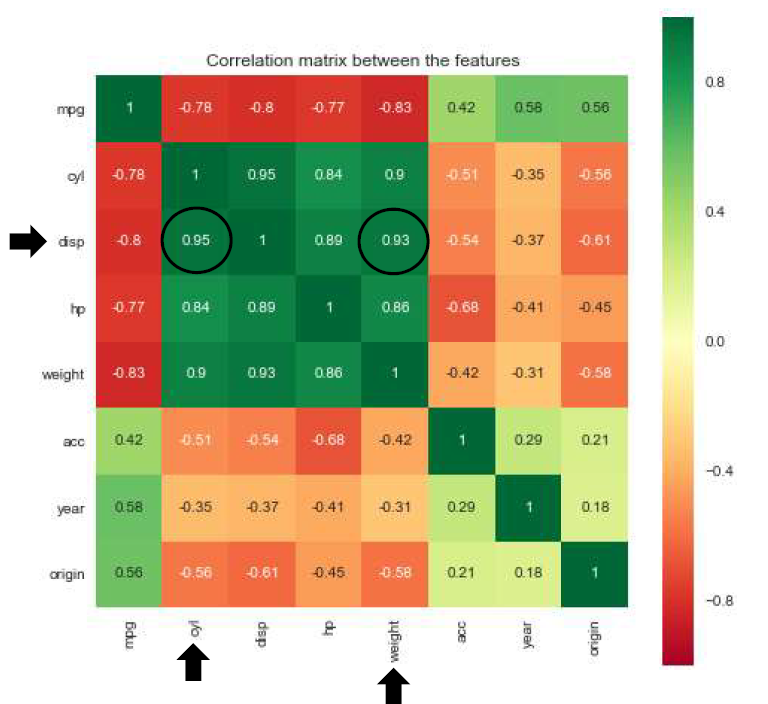 Correlation matrix between the features
mpg 1 -0.78 -0.8 -0.77 -0.83 0.42 0.58 0.56
cyl -0.78 1 0.95 0.84 0.9 -0.51 -0.35 -0.56
disp -0.8 0.95 1 0.89 0.93 -0.54 -0.37 -0.61
hp -0.77 0.84 0.89 1 0.86 -0.68 -0.41 -0.45
weight -0.83 0.9 0.93 0.86 1 -0.42 -0.31 -0.58
acc 0.42 -0.51 -0.54 -0.68 -0.42 1 0.29 0.21
year 0.58 -0.35 -0.37 -0.41 -0.31 0.29 1 0.18
origin 0.56 -0.56 -0.61 -0.45 -0.58 0.21 0.18 1
mpg cyl disp hp weight acc year origin
0.8
0.4
0.0
−0.4
−0.8